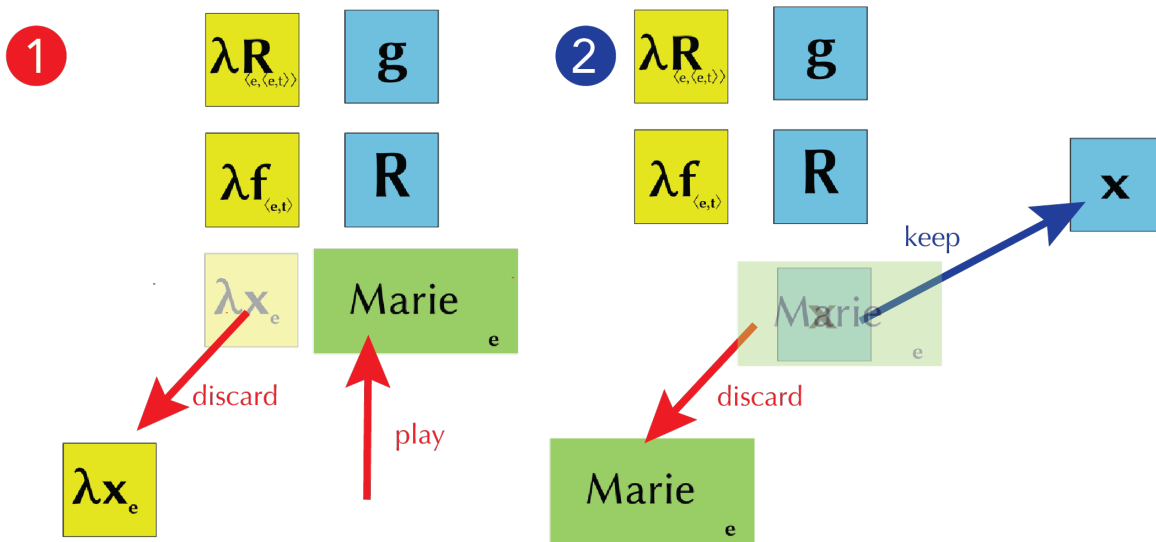 1
λR⟨e,⟨e,t⟩⟩ g
λf⟨e,t⟩ R
λxe Marie e
discard
play
λxe
2
λR⟨e,⟨e,t⟩⟩ g
λf⟨e,t⟩ R
x
keep
Marie x e
discard
Marie e